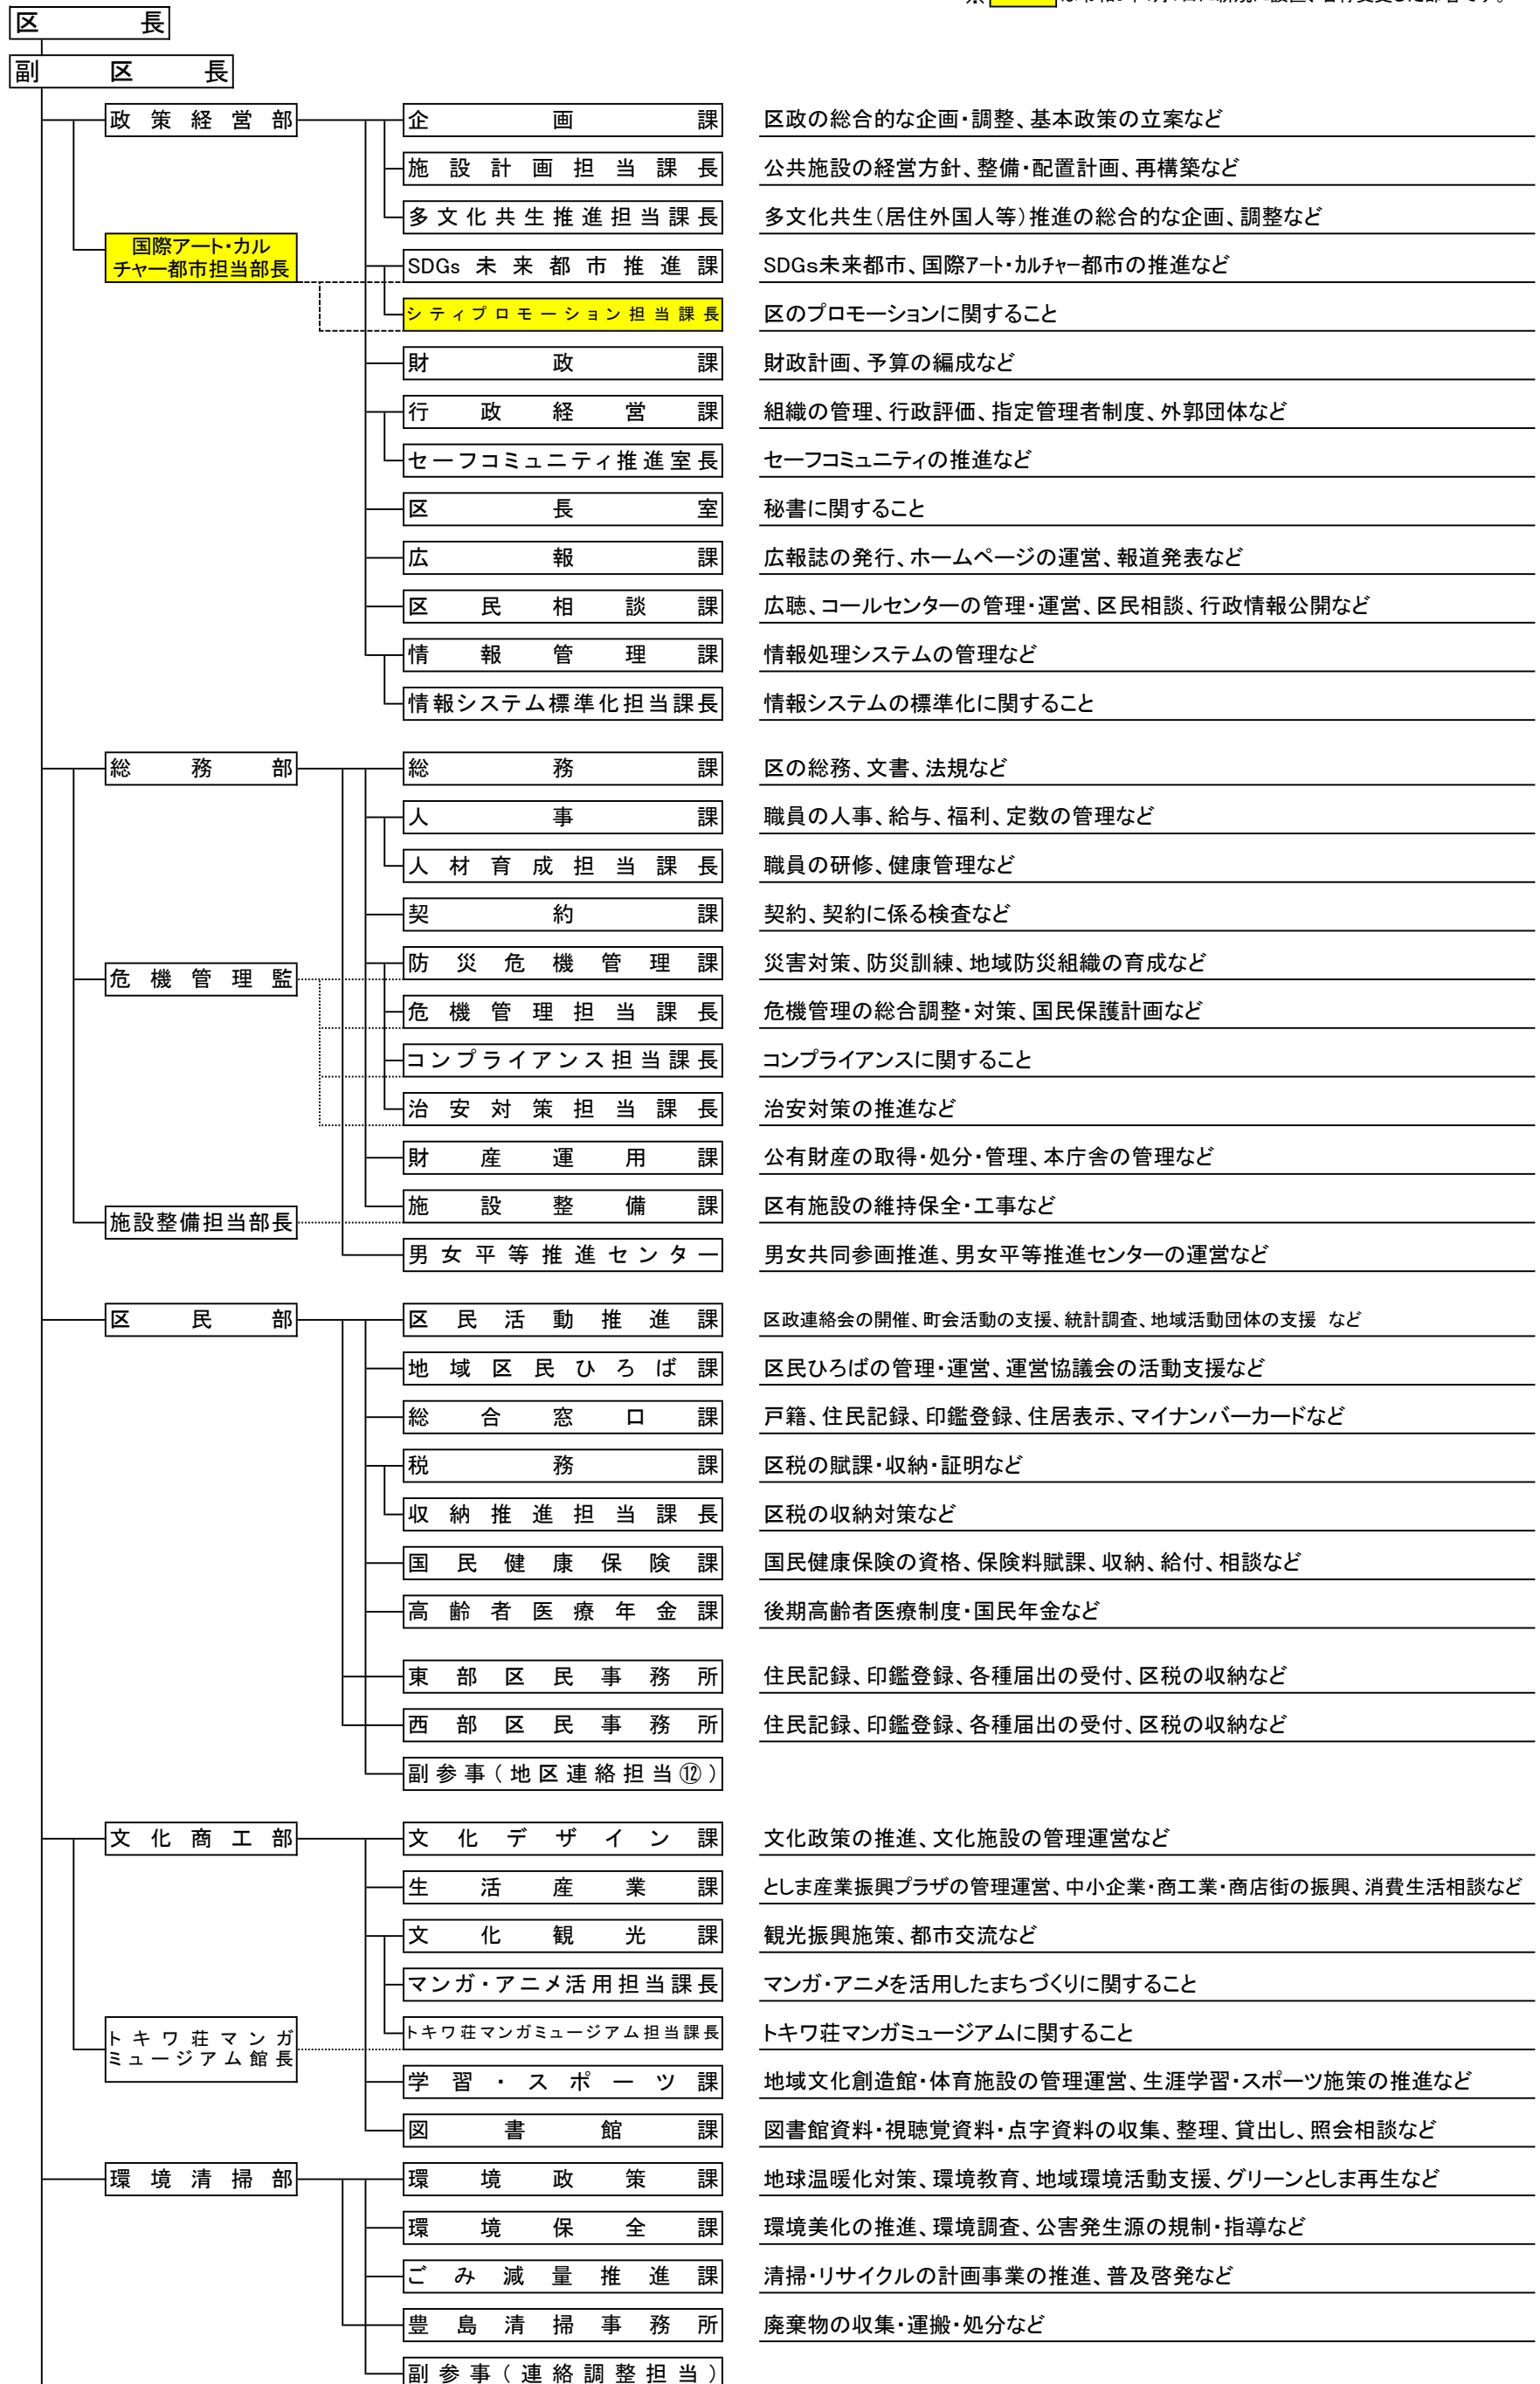 区長
副区長
政策経営部 企画課 区政の総合的な企画・調整、基本政策の立案など
施設計画担当課長 公共施設の経営方針、整備・配置計画、再構築など
多文化共生推進担当課長 多文化共生(居住外国人等)推進の総合的な企画、調整など
国際アート・カル
チャー都市担当部長
SDGs未来都市推進課 SDGs未来都市、国際アート・カルチャー都市の推進など
シティプロモーション担当課長 区のプロモーションに関すること
財政課 財政計画、予算の編成など
行政経営課 組織の管理、行政評価、指定管理者制度、外郭団体など
セーフコミュニティ推進室長 セーフコミュニティの推進など
区長室 秘書に関すること
広報課 広報誌の発行、ホームページの運営、報道発表など
区民相談課 広聴、コールセンターの管理・運営、区民相談、行政情報公開など
情報管理課 情報処理システムの管理など
情報システム標準化担当課長 情報システムの標準化に関すること
総務部 総務課 区の総務、文書、法規など
人事課 職員の人事、給与、福利、定数の管理など
人材育成担当課長 職員の研修、健康管理など
契約課 契約、契約に係る検査など
防災危機管理課 災害対策、防災訓練、地域防災組織の育成など
危機管理監
危機管理担当課長 危機管理の総合調整・対策、国民保護計画など
コンプライアンス担当課長 コンプライアンスに関すること
治安対策担当課長 治安対策の推進など
財産運用課 公有財産の取得・処分・管理、本庁舎の管理など
施設整備課 区有施設の維持保全・工事など
施設整備担当部長
男女平等推進センター 男女共同参画推進、男女平等推進センターの運営など
区民部 区民活動推進課 区政連絡会の開催、町会活動の支援、統計調査、地域活動団体の支援 など
地域区民ひろば課 区民ひろばの管理・運営、運営協議会の活動支援など
総合窓口課 戸籍、住民記録、印鑑登録、住居表示、マイナンバーカードなど
税務課 区税の賦課・収納・証明など
収納推進担当課長 区税の収納対策など
国民健康保険課 国民健康保険の資格、保険料賦課、収納、給付、相談など
高齢者医療年金課 後期高齢者医療制度・国民年金など
東部区民事務所 住民記録、印鑑登録、各種届出の受付、区税の収納など
西部区民事務所 住民記録、印鑑登録、各種届出の受付、区税の収納など
副参事(地区連絡担当⑫)
文化商工部 文化デザイン課 文化政策の推進、文化施設の管理運営など
生活産業課 としま産業振興プラザの管理運営、中小企業・商工業・商店街の振興、消費生活相談など
文化観光課 観光振興施策、都市交流など
マンガ・アニメ活用担当課長 マンガ・アニメを活用したまちづくりに関すること
トキワ荘マンガ
ミュージアム館長
トキワ荘マンガミュージアム担当課長 トキワ荘マンガミュージアムに関すること
学習・スポーツ課 地域文化創造館・体育施設の管理運営、生涯学習・スポーツ施策の推進など
図書館課 図書館資料・視聴覚資料・点字資料の収集、整理、貸出し、照会相談など
環境清掃部 環境政策課 地球温暖化対策、環境教育、地域環境活動支援、グリーンとしま再生など
環境保全課 環境美化の推進、環境調査、公害発生源の規制・指導など
ごみ減量推進課 清掃・リサイクルの計画事業の推進、普及啓発など
豊島清掃事務所 廃棄物の収集・運搬・処分など
副参事(連絡調整担当)